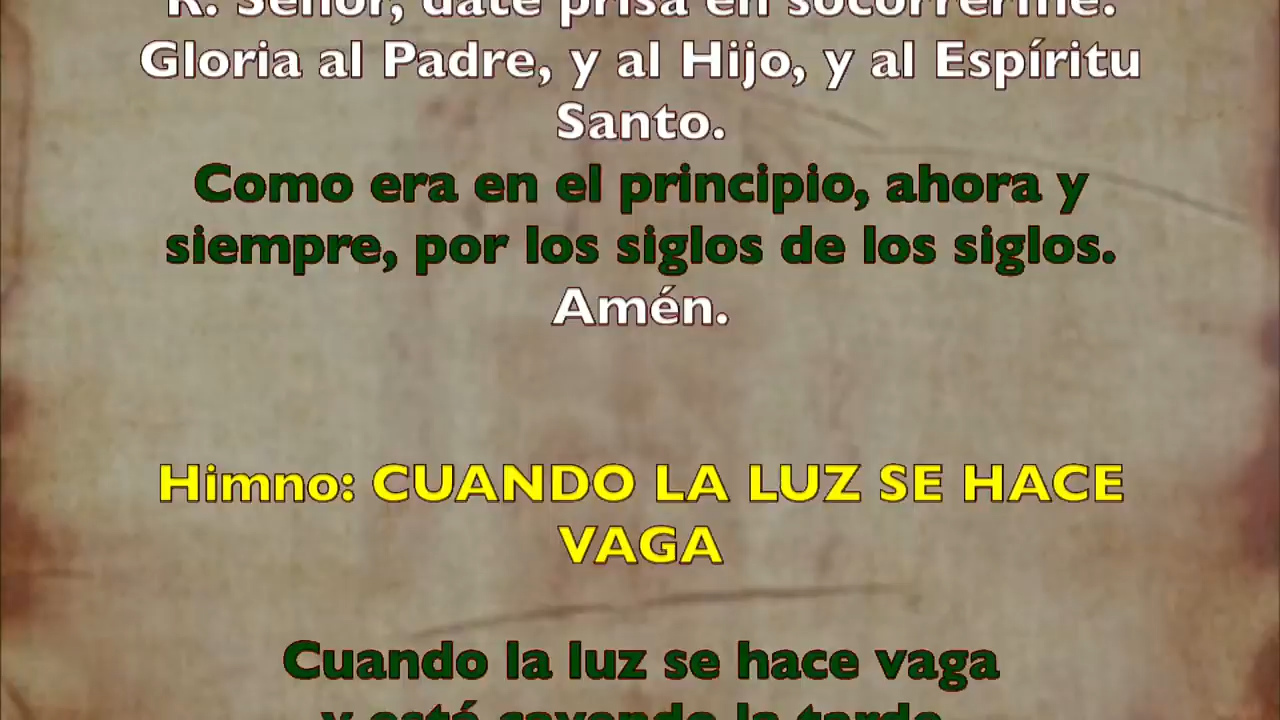 R. Señor, date prisa en socorrerme.
Gloria al Padre, y al Hijo, y al Espíritu
Santo.
Como era en el principio, ahora y
siempre, por los siglos de los siglos.
Amén.
Himno: CUANDO LA LUZ SE HACE
VAGA
Cuando la luz se hace vaga
y está cayendo la tarde